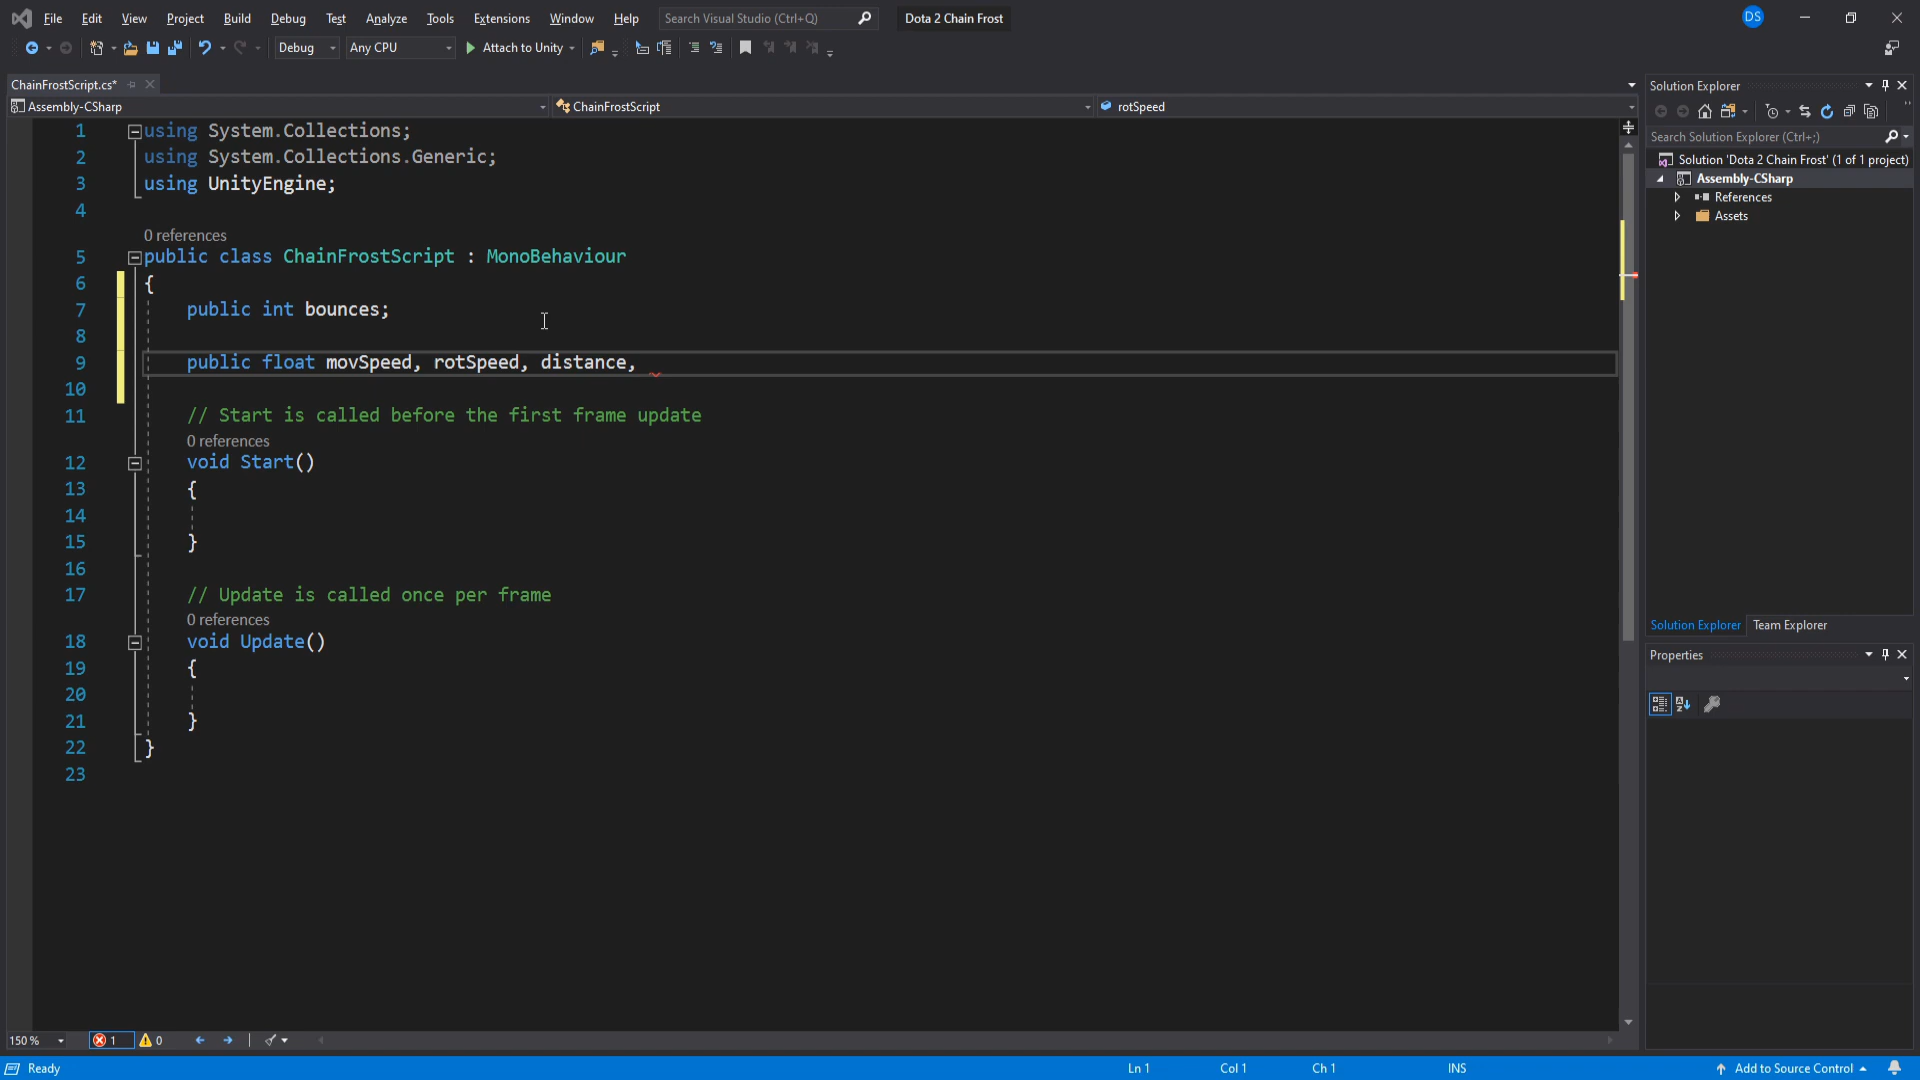 File Edit View Project Build Debug Test Analyze Tools Extensions Window Help Search Visual Studio (Ctrl+Q) Dota 2 Chain Frost DS
Debug Any CPU Attach to Unity
ChainFrostScript.cs*
Assembly-CSharp ChainFrostScript rotSpeed
1 using System.Collections;
2 using System.Collections.Generic;
3 using UnityEngine;
4
0 references
5 public class ChainFrostScript : MonoBehaviour
6 {
7 public int bounces;
8
9 public float movSpeed, rotSpeed, distance,
10
11 // Start is called before the first frame update
0 references
12 void Start()
13 {
14
15 }
16
17 // Update is called once per frame
0 references
18 void Update()
19 {
20
21 }
22 }
23
150 % 1 0
Ready Ln 1 Col 1 Ch 1 INS Add to Source Control
Solution Explorer
Search Solution Explorer (Ctrl+;)
Solution 'Dota 2 Chain Frost' (1 of 1 project)
Assembly-CSharp
References
Assets
Solution Explorer Team Explorer
Properties